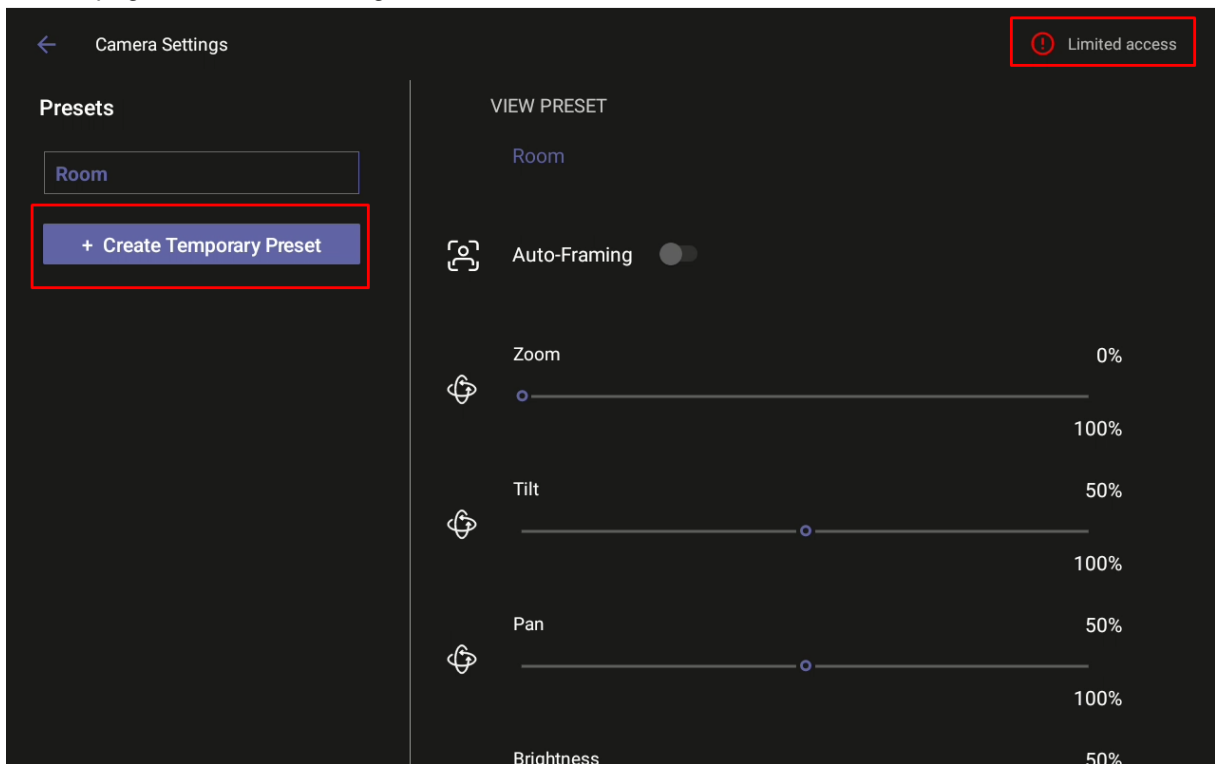 Camera Settings
Limited access
Presets
Room
+ Create Temporary Preset
VIEW PRESET
Room
Auto-Framing
Zoom
0%
100%
Tilt
50%
100%
Pan
50%
100%
Brightness
50%